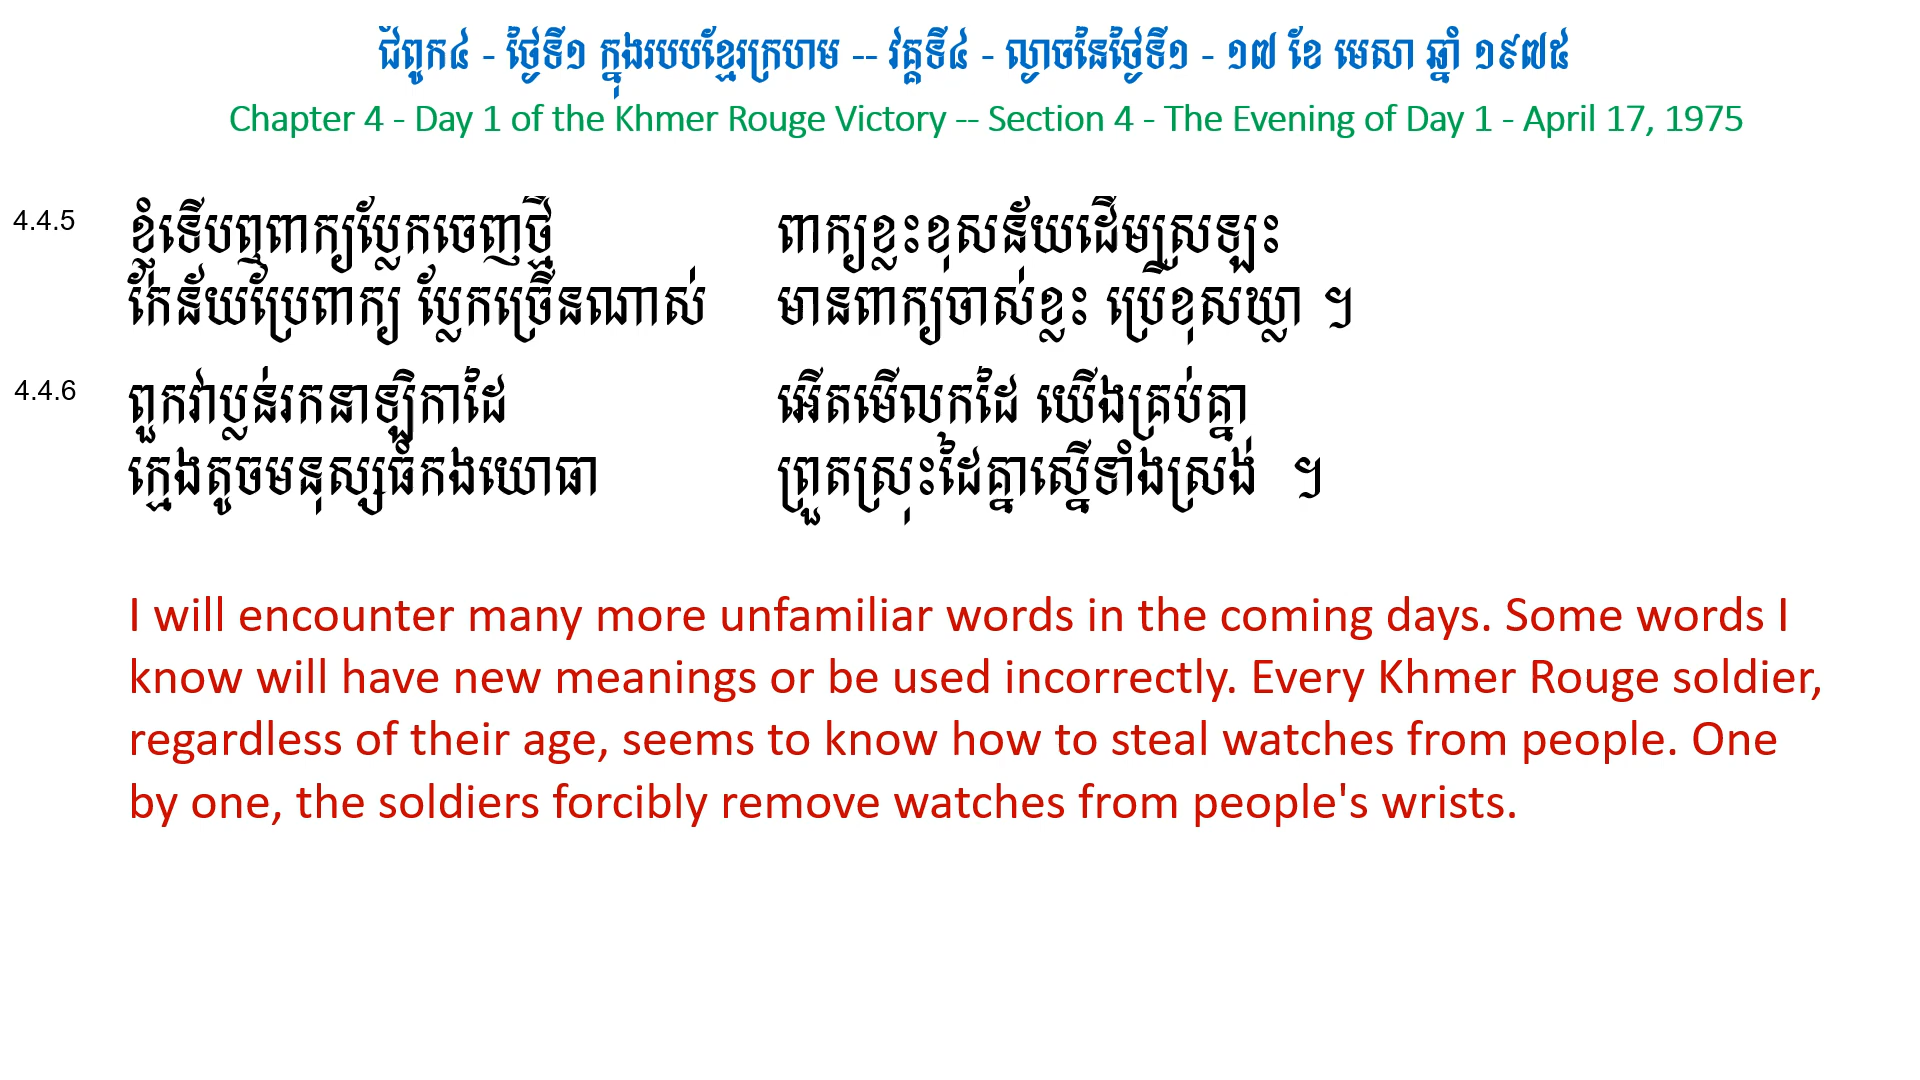 ជំពូក៤ - ថ្ងៃទី១ ក្នុងរបបខ្មែរក្រហម -- វគ្គទី៤ - ល្ងាចនៃថ្ងៃទី១ - ១៧ ខែ មេសា ឆ្នាំ ១៩៧៥
Chapter 4 - Day 1 of the Khmer Rouge Victory -- Section 4 - The Evening of Day 1 - April 17, 1975
4.4.5 ខ្ញុំទើបឮពាក្យប្លែកចេញថ្មី ពាក្យខ្លះខុសន័យដើមស្រឡះ
កែន័យប្រែពាក្យ ប្លែកច្រើនណាស់ មានពាក្យចាស់ខ្លះ ប្រើខុសឃ្លា ។
4.4.6 ពួកវាប្លន់រកនាឡិកាដៃ អើតមើលកដៃ យើងគ្រប់គ្នា
ក្មេងតូចមនុស្សធំកងយោធា ព្រួតស្រុះដៃគ្នាស្នើទាំងស្រង់ ។
I will encounter many more unfamiliar words in the coming days. Some words I
know will have new meanings or be used incorrectly. Every Khmer Rouge soldier,
regardless of their age, seems to know how to steal watches from people. One
by one, the soldiers forcibly remove watches from people's wrists.